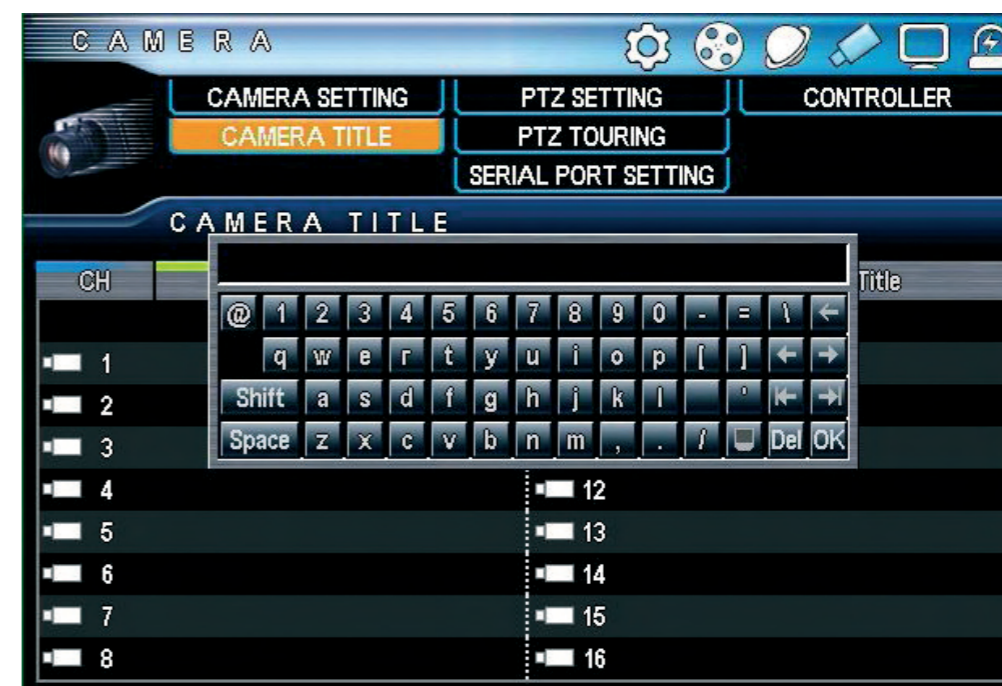 CAMERA
CAMERA SETTING PTZ SETTING CONTROLLER
CAMERA TITLE PTZ TOURING
SERIAL PORT SETTING
CAMERA TITLE
CH Title
@ 1 2 3 4 5 6 7 8 9 0 - = \ ←
q w e r t y u i o p [ ] ← →
Shift a s d f g h j k l ' |← →|
Space z x c v b n m , . / Del OK
1
2
3
4 12
5 13
6 14
7 15
8 16